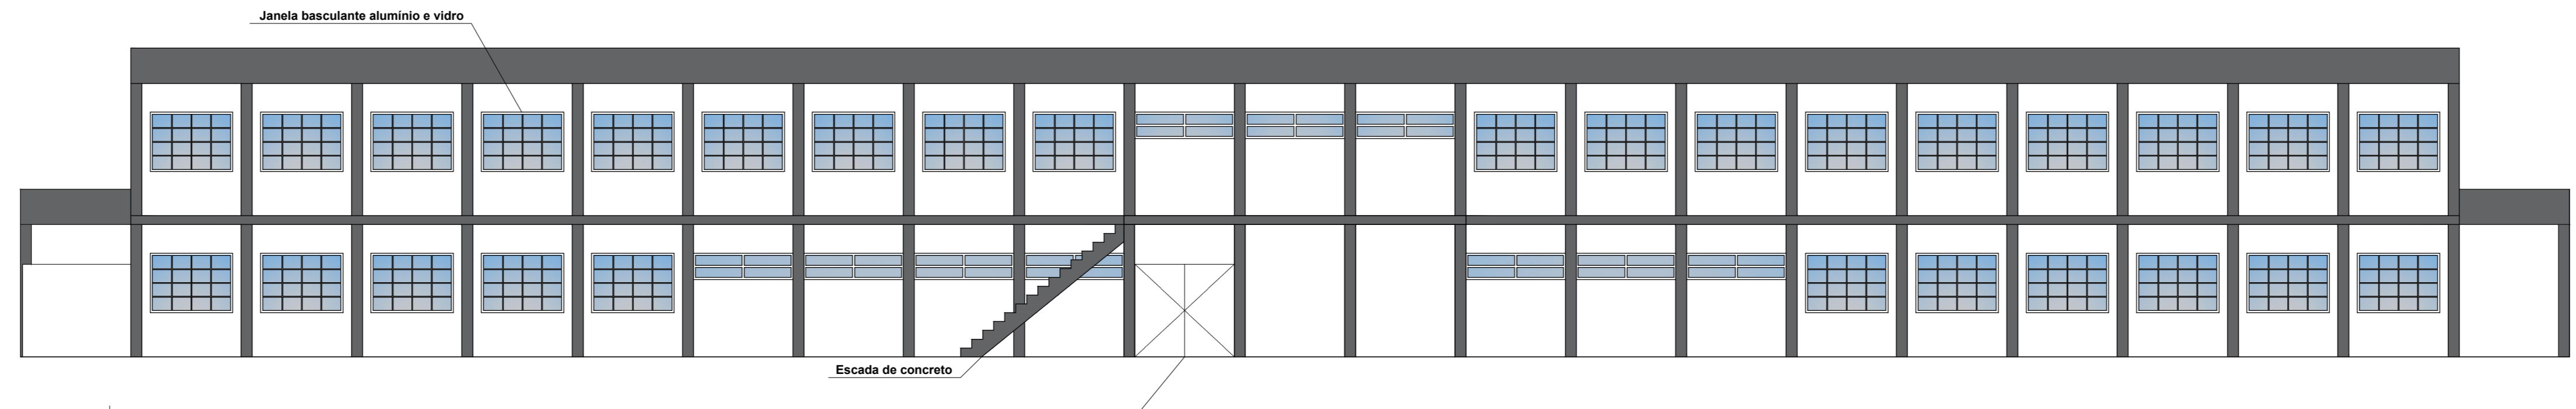 Janela basculante alumínio e vidro
Escada de concreto